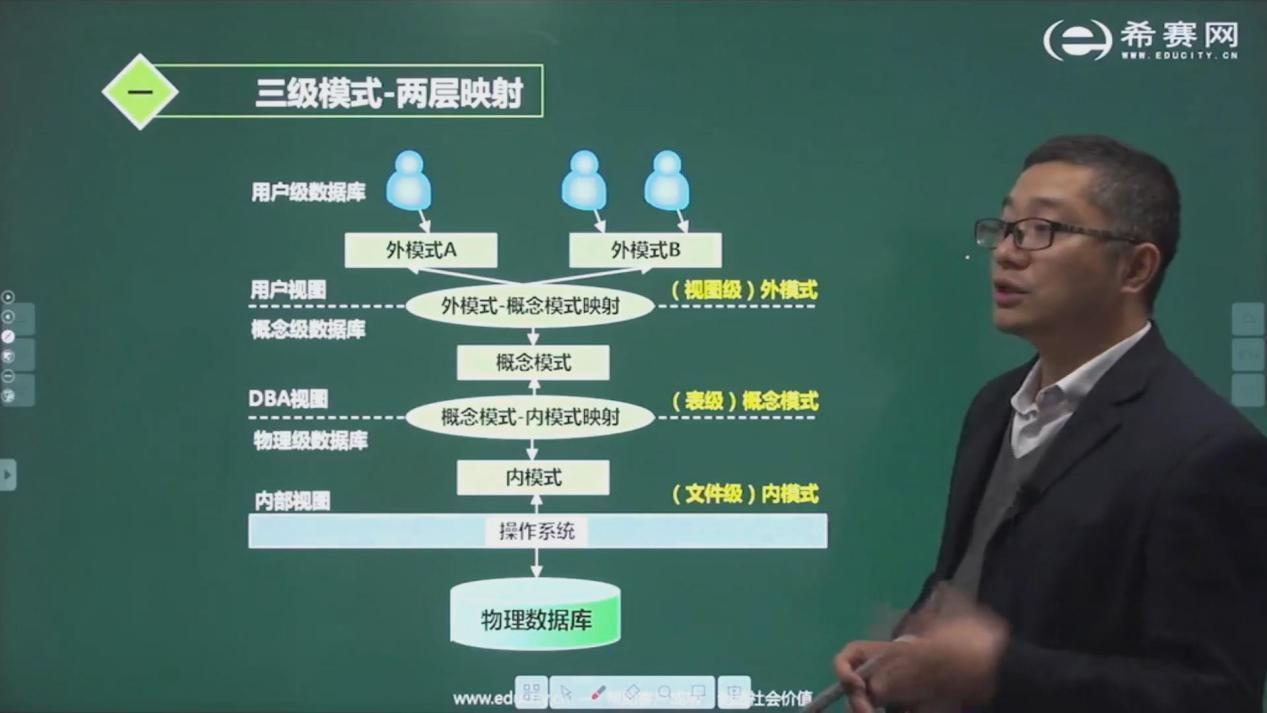 希赛网
WWW.EDUCITY.CN
一
三级模式-两层映射
用户级数据库
外模式A
外模式B
用户视图
外模式-概念模式映射
（视图级）外模式
概念级数据库
概念模式
DBA视图
概念模式-内模式映射
（表级）概念模式
物理级数据库
内模式
内部视图
（文件级）内模式
操作系统
物理数据库
社会价值